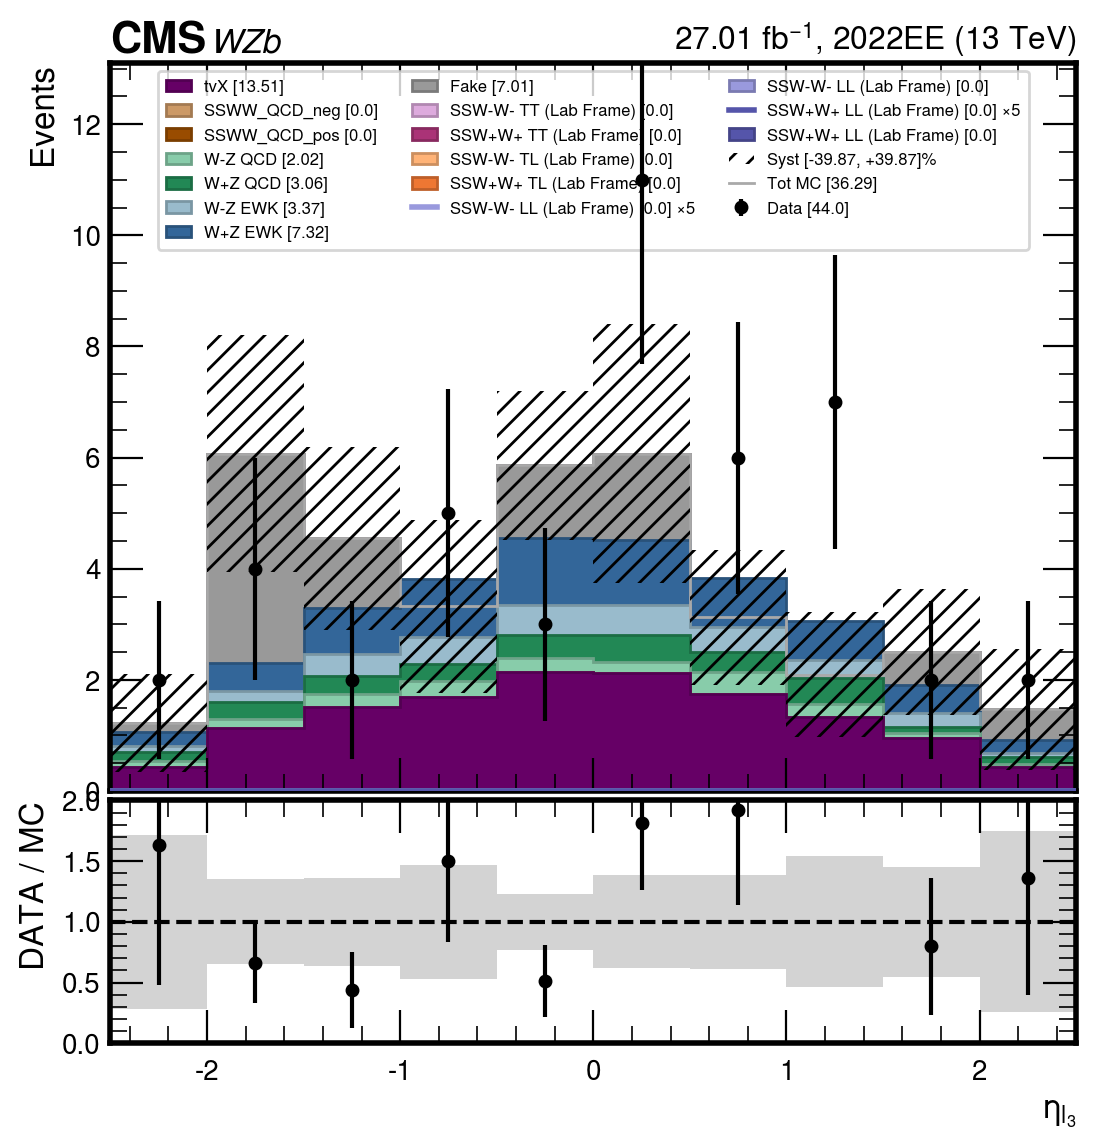 CMS WZb 27.01 fb⁻¹, 2022EE (13 TeV)
Events
tvX [13.51]
SSWW_QCD_neg [0.0]
SSWW_QCD_pos [0.0]
W-Z QCD [2.02]
W+Z QCD [3.06]
W-Z EWK [3.37]
W+Z EWK [7.32]
Fake [7.01]
SSW-W- TT (Lab Frame) [0.0]
SSW+W+ TT (Lab Frame) [0.0]
SSW-W- TL (Lab Frame) [0.0]
SSW+W+ TL (Lab Frame) [0.0]
SSW-W- LL (Lab Frame) [0.0] ×5
SSW-W- LL (Lab Frame) [0.0]
SSW+W+ LL (Lab Frame) [0.0] ×5
SSW+W+ LL (Lab Frame) [0.0]
Syst [-39.87, +39.87]%
Tot MC [36.29]
Data [44.0]
12
10
8
6
4
2
0
DATA / MC
2.0
1.5
1.0
0.5
0.0
-2 -1 0 1 2
η_l₃